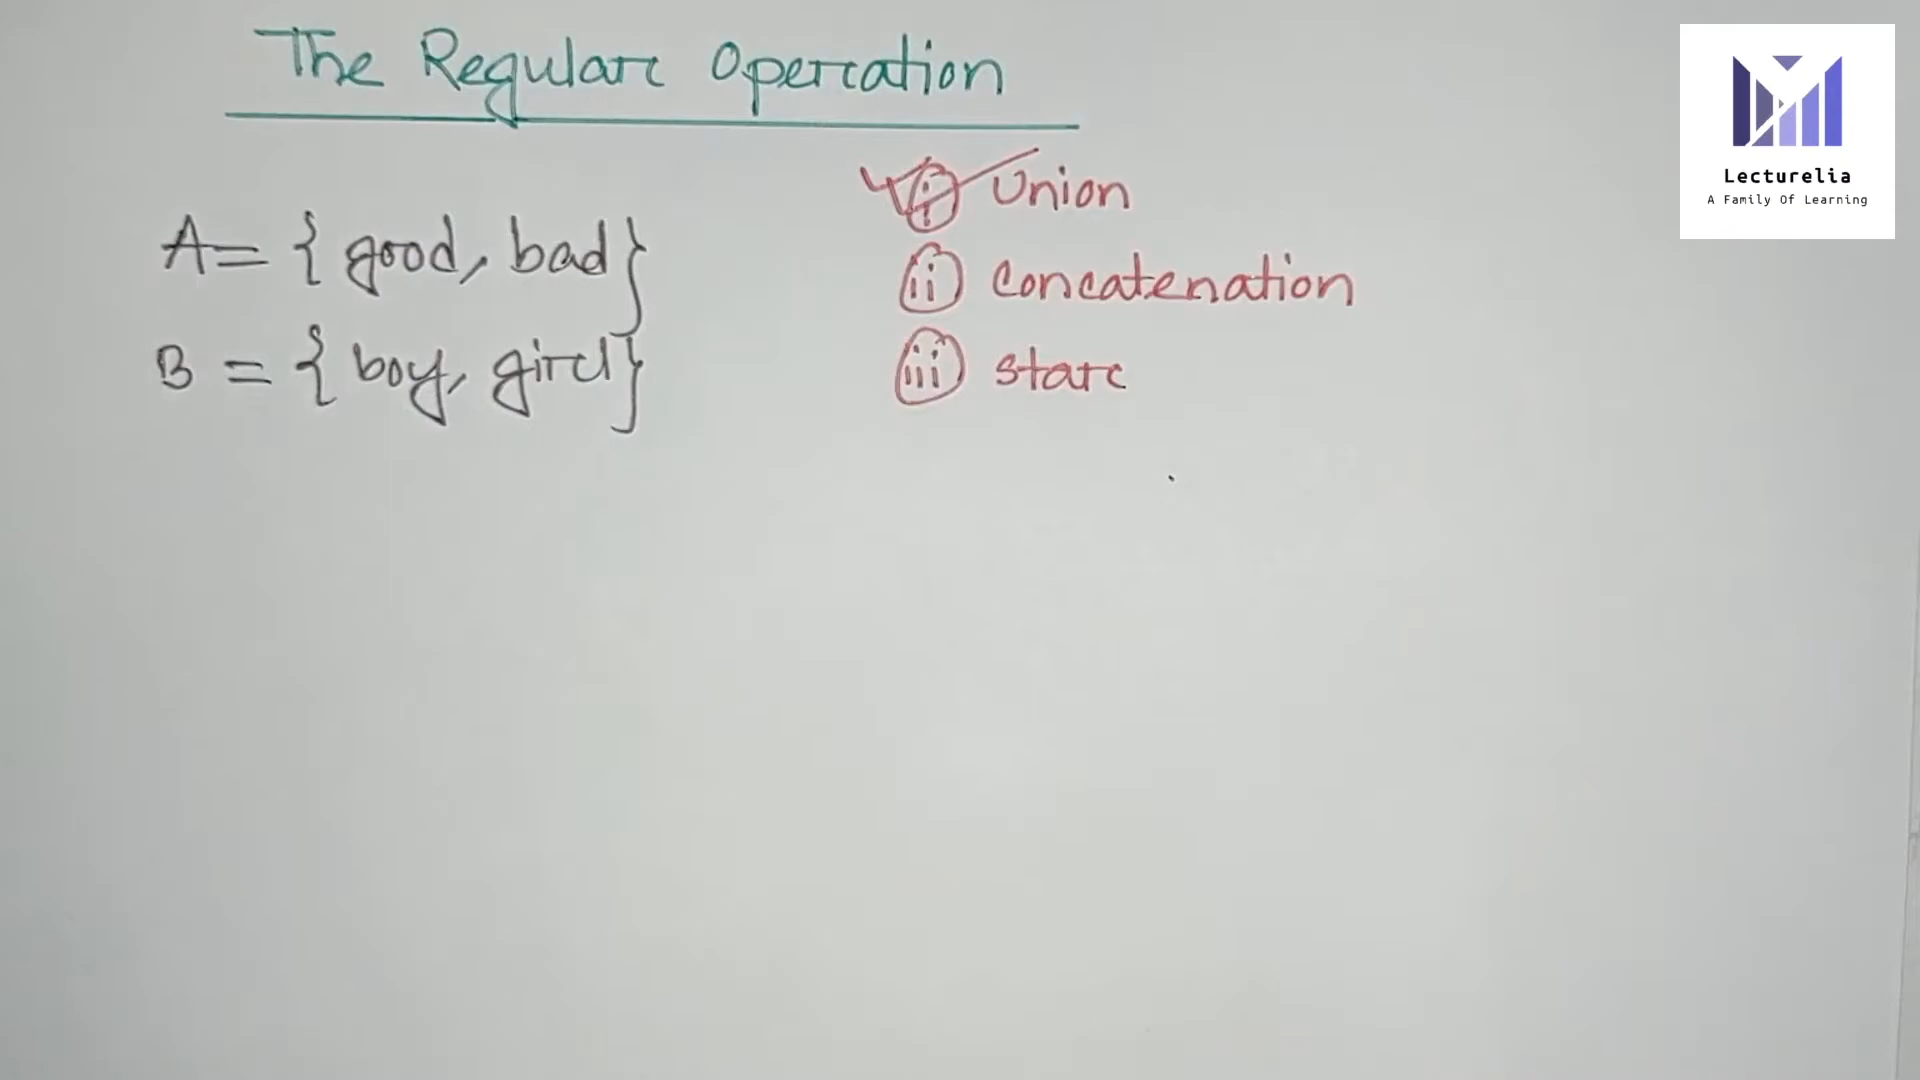 The Regular Operation
A = { good, bad}
B = { boy, girl}
i Union
ii concatenation
iii star
Lecturelia
A Family Of Learning